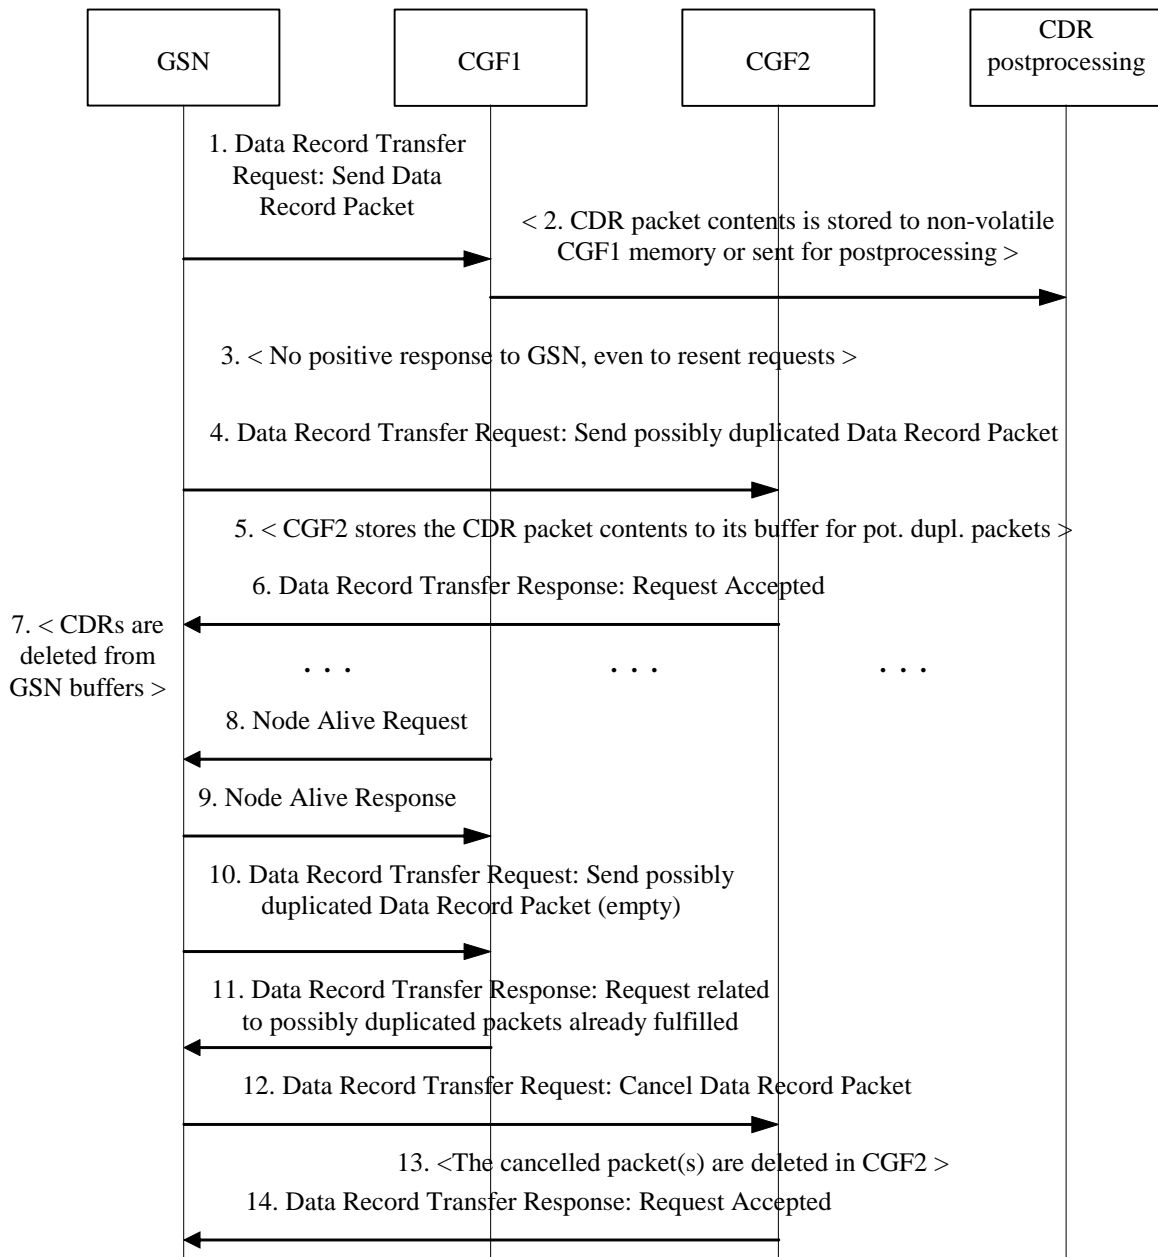 GSN
CGF1
CGF2
CDR
postprocessing
1. Data Record Transfer
Request: Send Data
Record Packet
< 2. CDR packet contents is stored to non-volatile
CGF1 memory or sent for postprocessing >
3. < No positive response to GSN, even to resent requests >
4. Data Record Transfer Request: Send possibly duplicated Data Record Packet
5. < CGF2 stores the CDR packet contents to its buffer for pot. dupl. packets >
6. Data Record Transfer Response: Request Accepted
7. < CDRs are
deleted from
GSN buffers >
. . .
. . .
. . .
8. Node Alive Request
9. Node Alive Response
10. Data Record Transfer Request: Send possibly
duplicated Data Record Packet (empty)
11. Data Record Transfer Response: Request related
to possibly duplicated packets already fulfilled
12. Data Record Transfer Request: Cancel Data Record Packet
13. <The cancelled packet(s) are deleted in CGF2 >
14. Data Record Transfer Response: Request Accepted